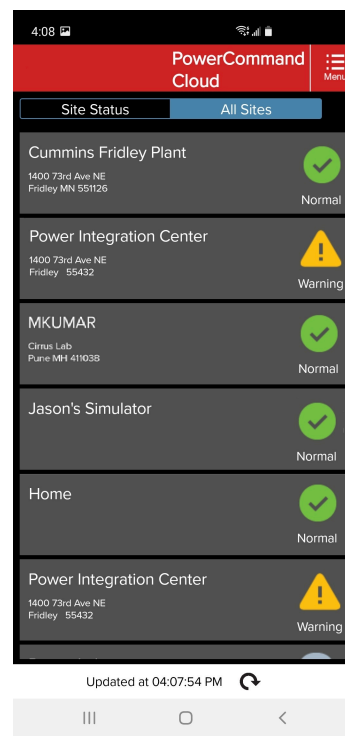 4:08
PowerCommand
Cloud
Menu
Site Status
All Sites
Cummins Fridley Plant
1400 73rd Ave NE
Fridley MN 551126
Normal
Power Integration Center
1400 73rd Ave NE
Fridley 55432
Warning
MKUMAR
Cirrus Lab
Pune MH 411038
Normal
Jason's Simulator
Normal
Home
Normal
Power Integration Center
1400 73rd Ave NE
Fridley 55432
Warning
Updated at 04:07:54 PM